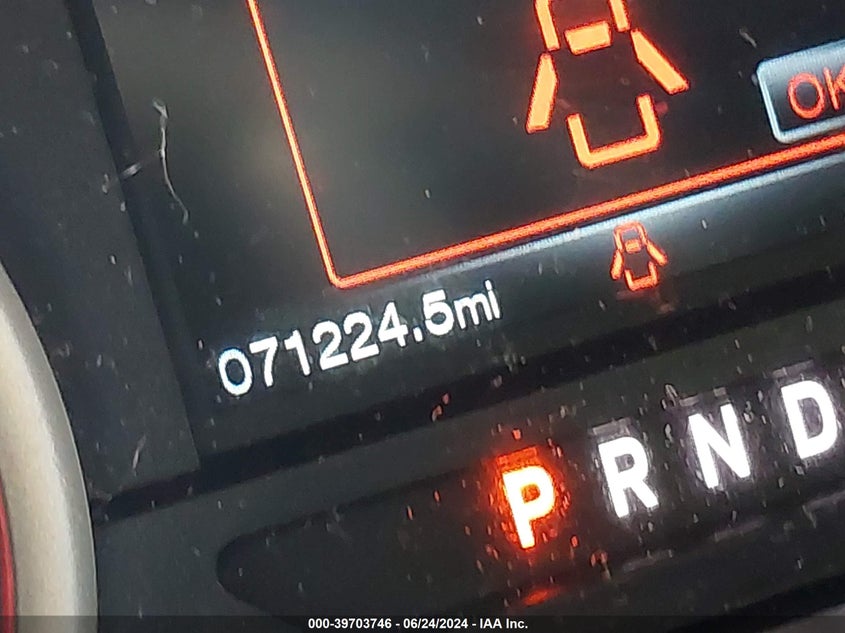 OK
071224.5mi
P R N D
000-39703746 - 06/24/2024 - IAA Inc.